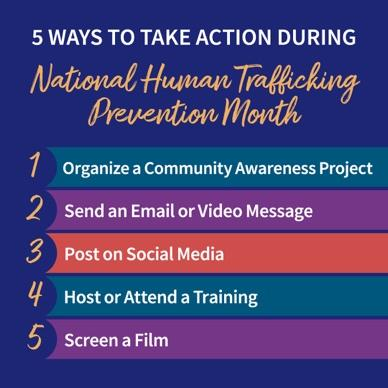 5 WAYS TO TAKE ACTION DURING
National Human Trafficking
Prevention Month
1 Organize a Community Awareness Project
2 Send an Email or Video Message
3 Post on Social Media
4 Host or Attend a Training
5 Screen a Film